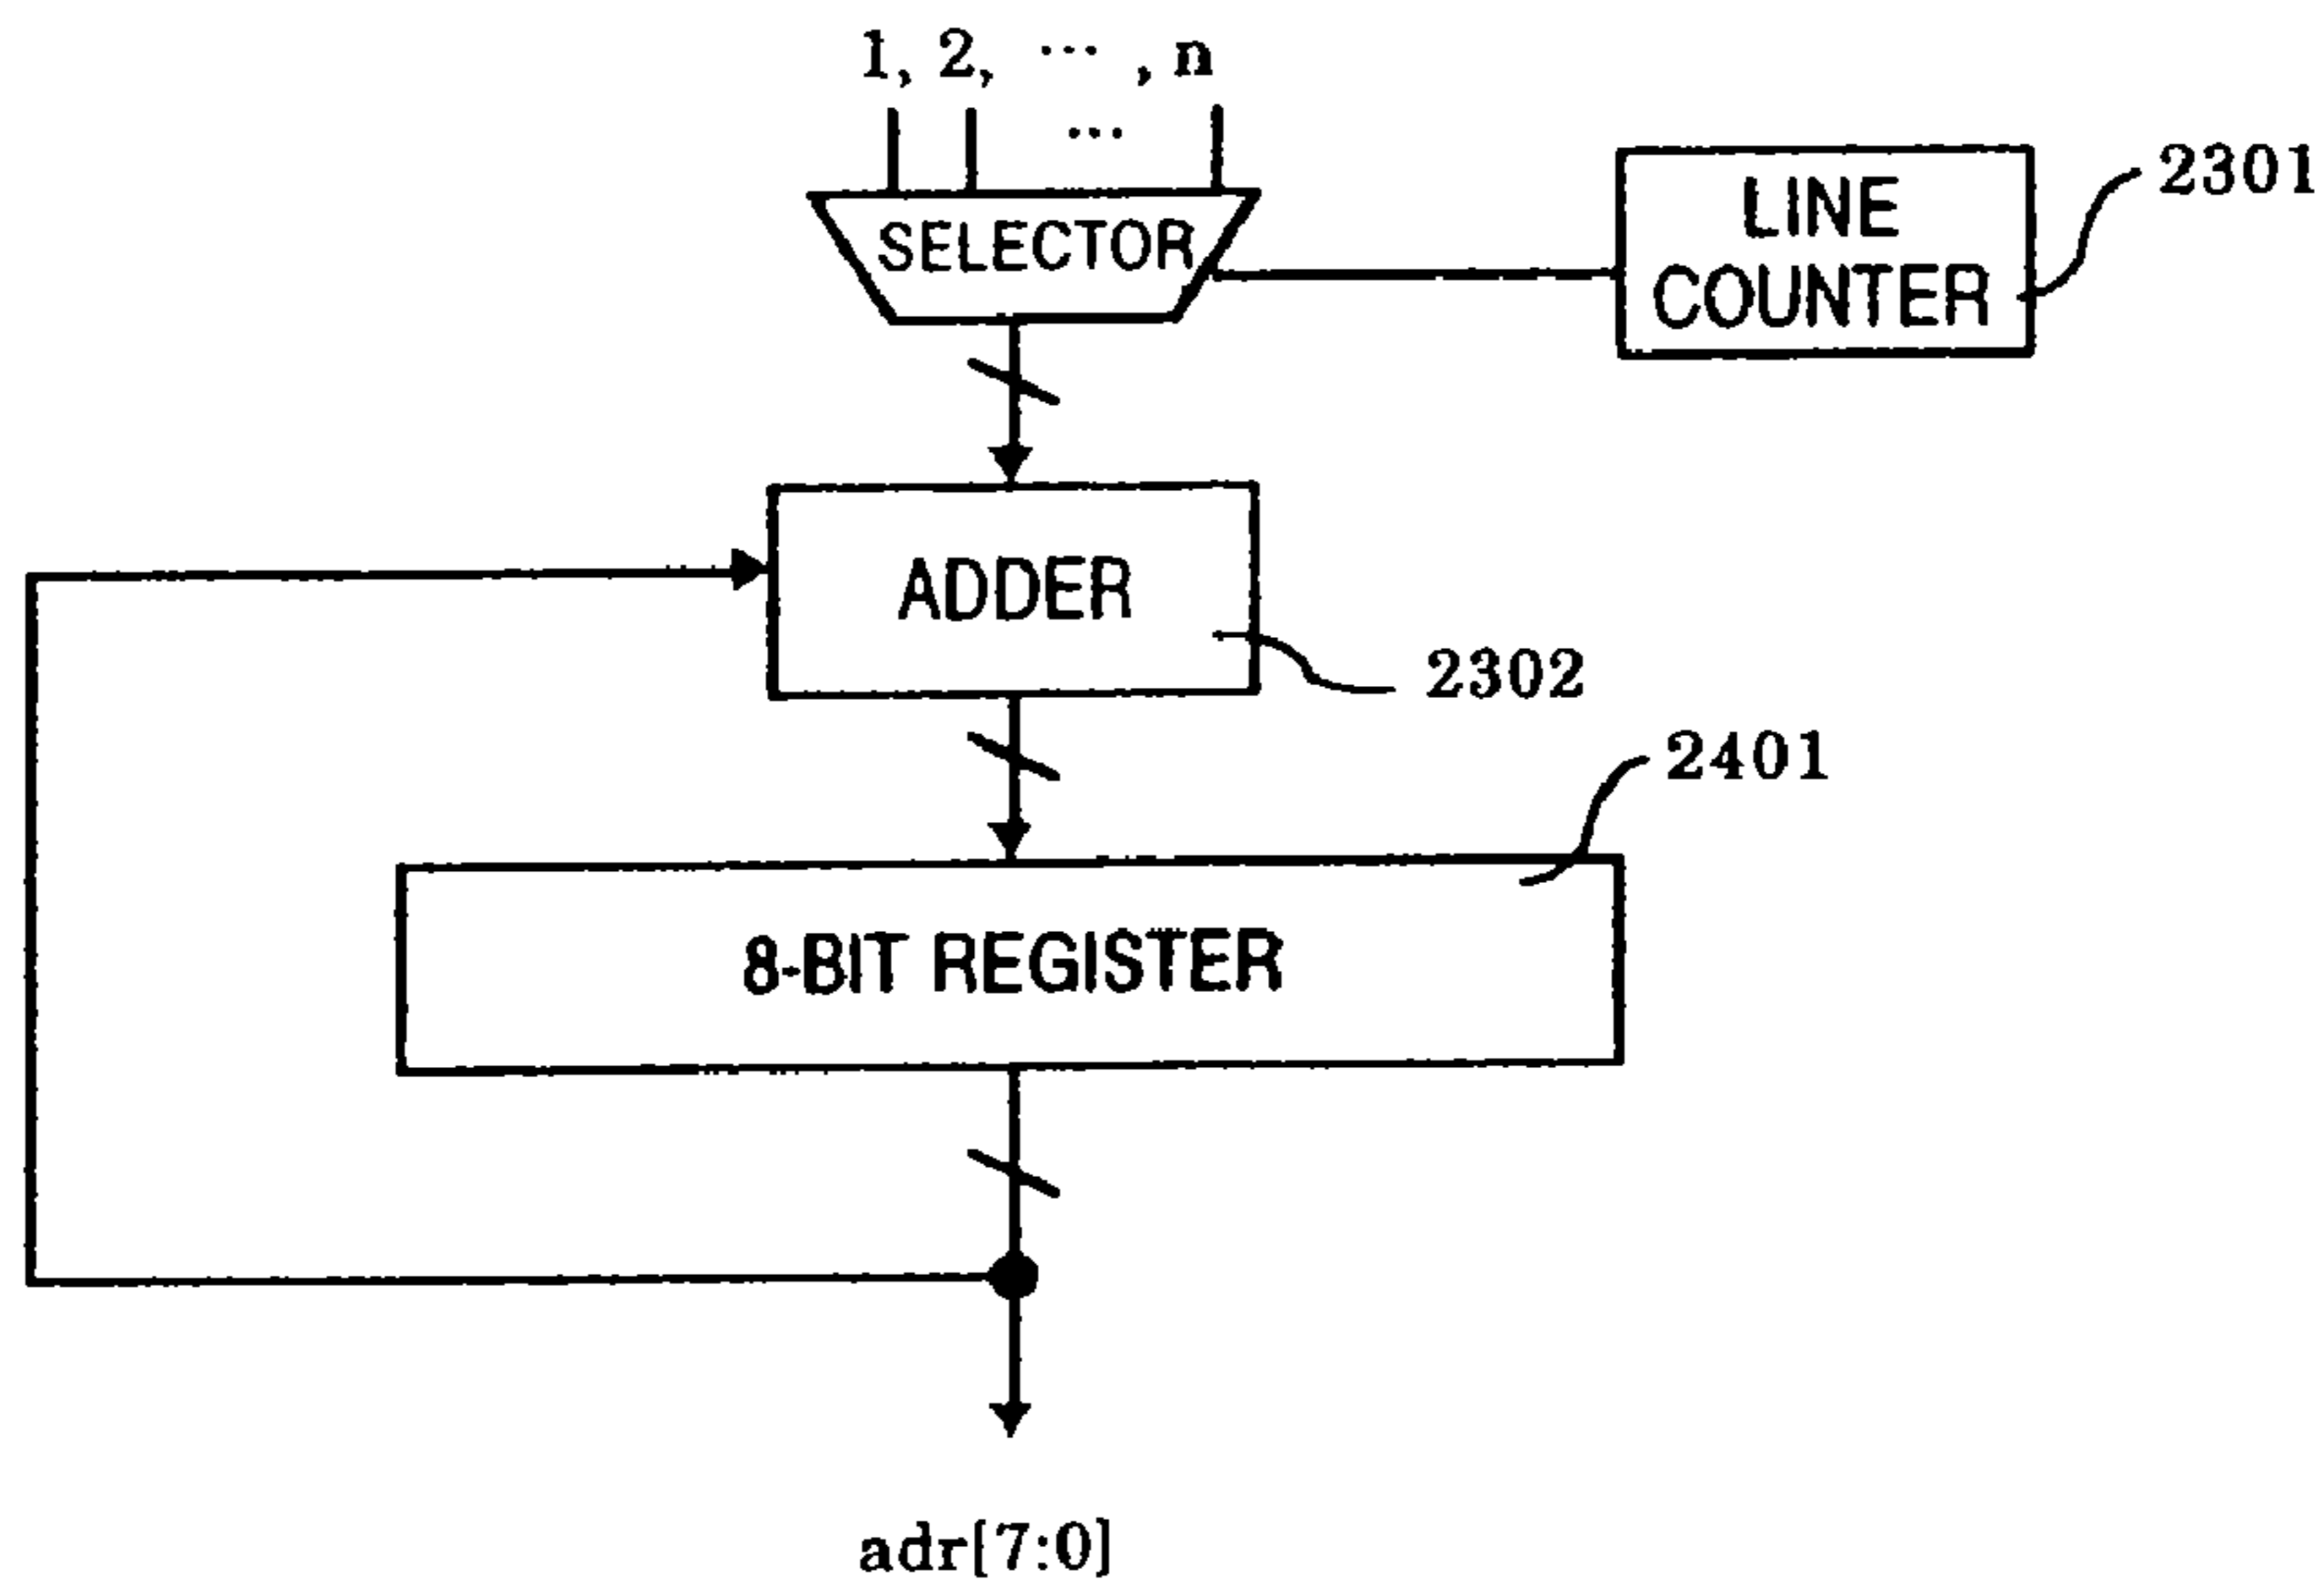 1, 2, ... , n
...
SELECTOR
LINE
COUNTER
2301
ADDER
2302
2401
8-BIT REGISTER
adr[7:0]